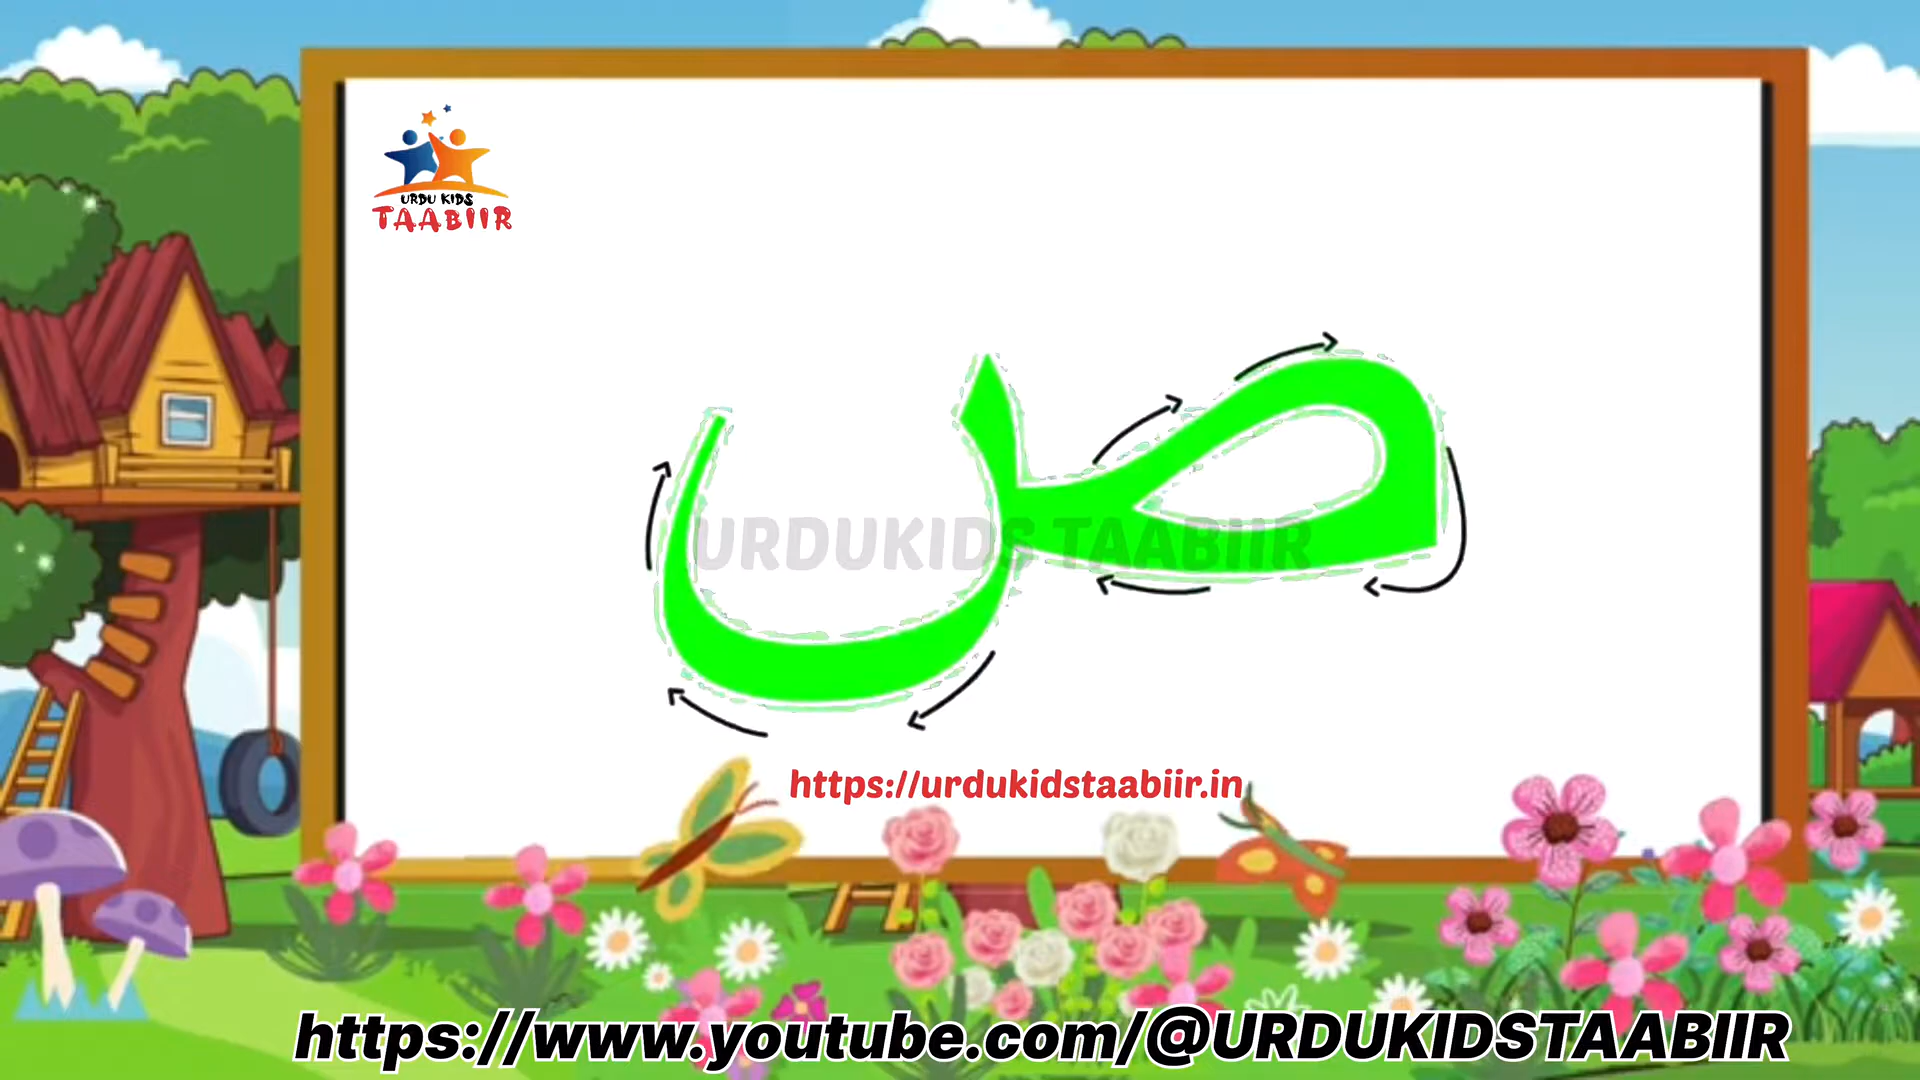 URDU KIDS
TAABIIR
ص
URDUKIDS TAABIIR
https://urdukidstaabiir.in
https://www.youtube.com/@URDUKIDSTAABIIR